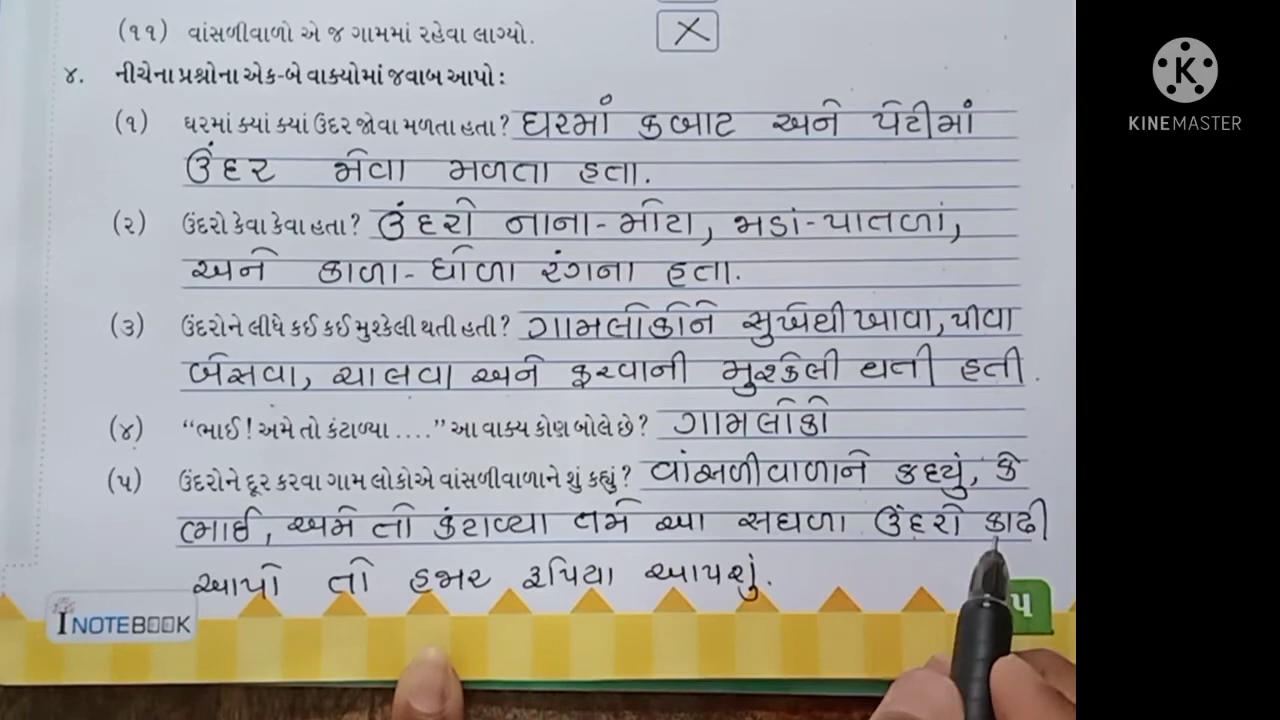 (૧૧) વાંસળીવાળો એ જ ગામમાં રહેવા લાગ્યો. X
૪. નીચેના પ્રશ્નોના એક-બે વાક્યોમાં જવાબ આપો :
(૧) ઘરમાં ક્યાં ક્યાં ઉંદર જોવા મળતા હતા? ઘરમાં કબાટ અને પેટીમાં
ઉંદર જોવા મળતા હતા.
(૨) ઉંદરો કેવા કેવા હતા? ઉંદરો નાના-મોટા, જાડાં-પાતળાં,
અને કાળા-ધોળા રંગના હતા.
(૩) ઉંદરોને લીધે કઈ કઈ મુશ્કેલી થતી હતી? ગામલોકોને સુખેથી ખાવા, પીવા
બેસવા, ચાલવા અને ફરવાની મુશ્કેલી થતી હતી.
(૪) “ભાઈ! અમે તો કંટાળ્યા ....” આ વાક્ય કોણ બોલે છે? ગામલોકો
(૫) ઉંદરોને દૂર કરવા ગામ લોકોએ વાંસળીવાળાને શું કહ્યું? વાંસળીવાળાને કહ્યું, કે
ભાઈ, અમે તો કંટાળ્યા તમે આ સઘળા ઉંદરો કાઢી
આપો તો હજાર રૂપિયા આપશું.
iNOTEBOOK
૫
K
KINEMASTER